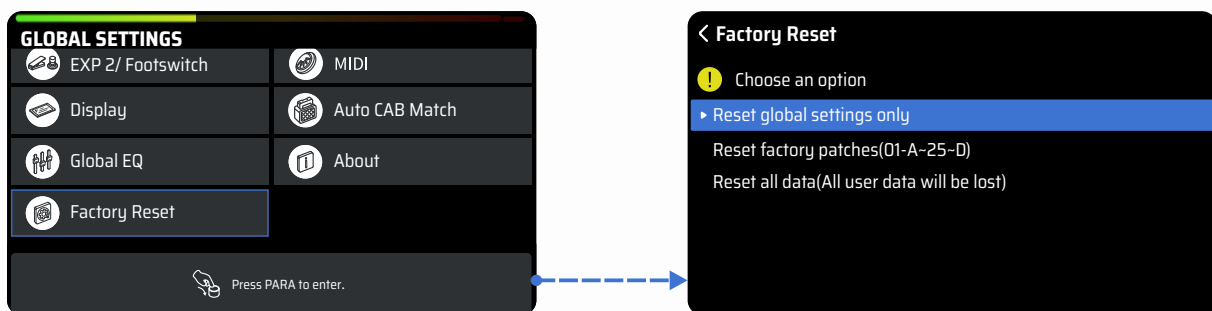 GLOBAL SETTINGS
EXP 2/ Footswitch
MIDI
Display
Auto CAB Match
Global EQ
About
Factory Reset
Press PARA to enter.
Factory Reset
! Choose an option
Reset global settings only
Reset factory patches(01-A~25~D)
Reset all data(All user data will be lost)